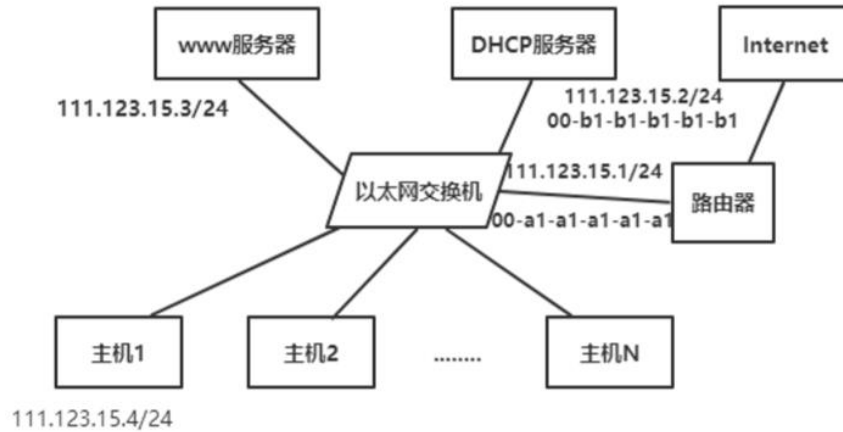 www服务器
DHCP服务器
Internet
111.123.15.3/24
111.123.15.2/24
00-b1-b1-b1-b1-b1
以太网交换机
111.123.15.1/24
00-a1-a1-a1-a1-a1
路由器
主机1
主机2
........
主机N
111.123.15.4/24